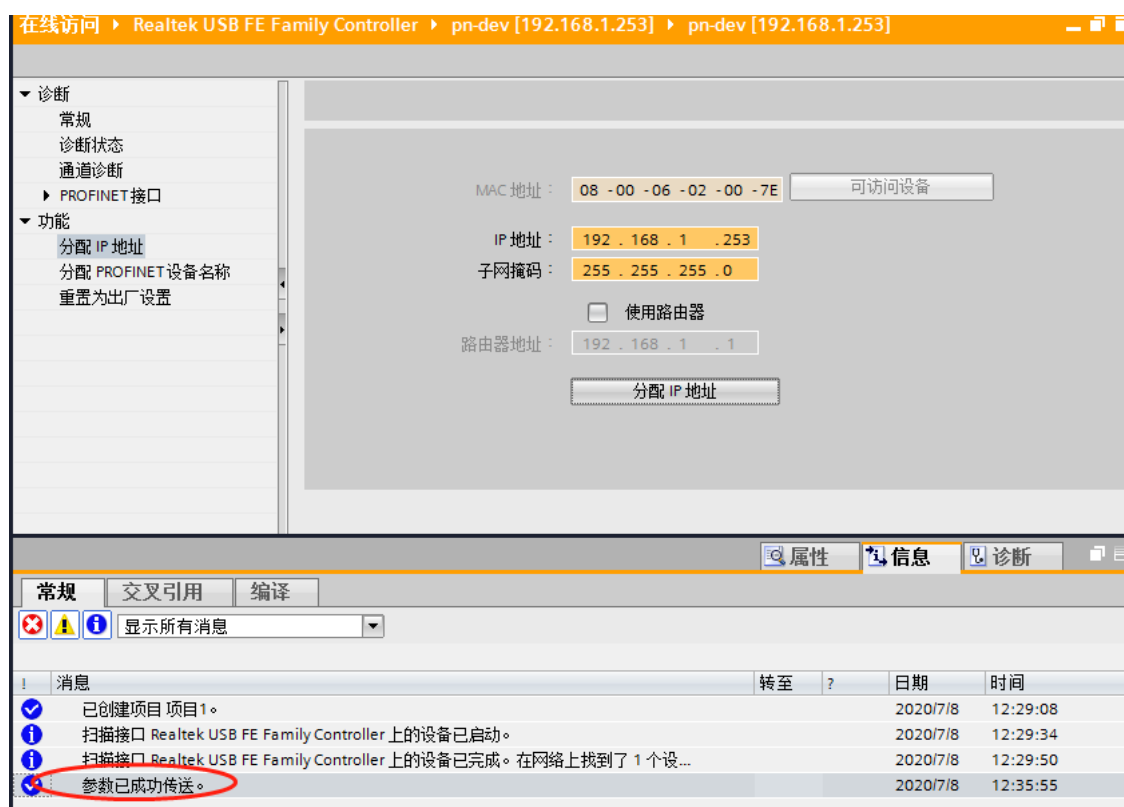 在线访问 ▸ Realtek USB FE Family Controller ▸ pn-dev [192.168.1.253] ▸ pn-dev [192.168.1.253]
诊断
常规
诊断状态
通道诊断
PROFINET接口
功能
分配 IP 地址
分配 PROFINET设备名称
重置为出厂设置
MAC 地址： 08 -00 -06 -02 -00 -7E 可访问设备
IP 地址： 192 . 168 . 1 .253
子网掩码： 255 . 255 . 255 .0
使用路由器
路由器地址： 192 . 168 . 1 . 1
分配 IP 地址
属性 信息 诊断
常规 交叉引用 编译
显示所有消息
! 消息 转至 ? 日期 时间
已创建项目 项目1。 2020/7/8 12:29:08
扫描接口 Realtek USB FE Family Controller 上的设备已启动。 2020/7/8 12:29:34
扫描接口 Realtek USB FE Family Controller 上的设备已完成。在网络上找到了 1 个设... 2020/7/8 12:29:50
参数已成功传送。 2020/7/8 12:35:55